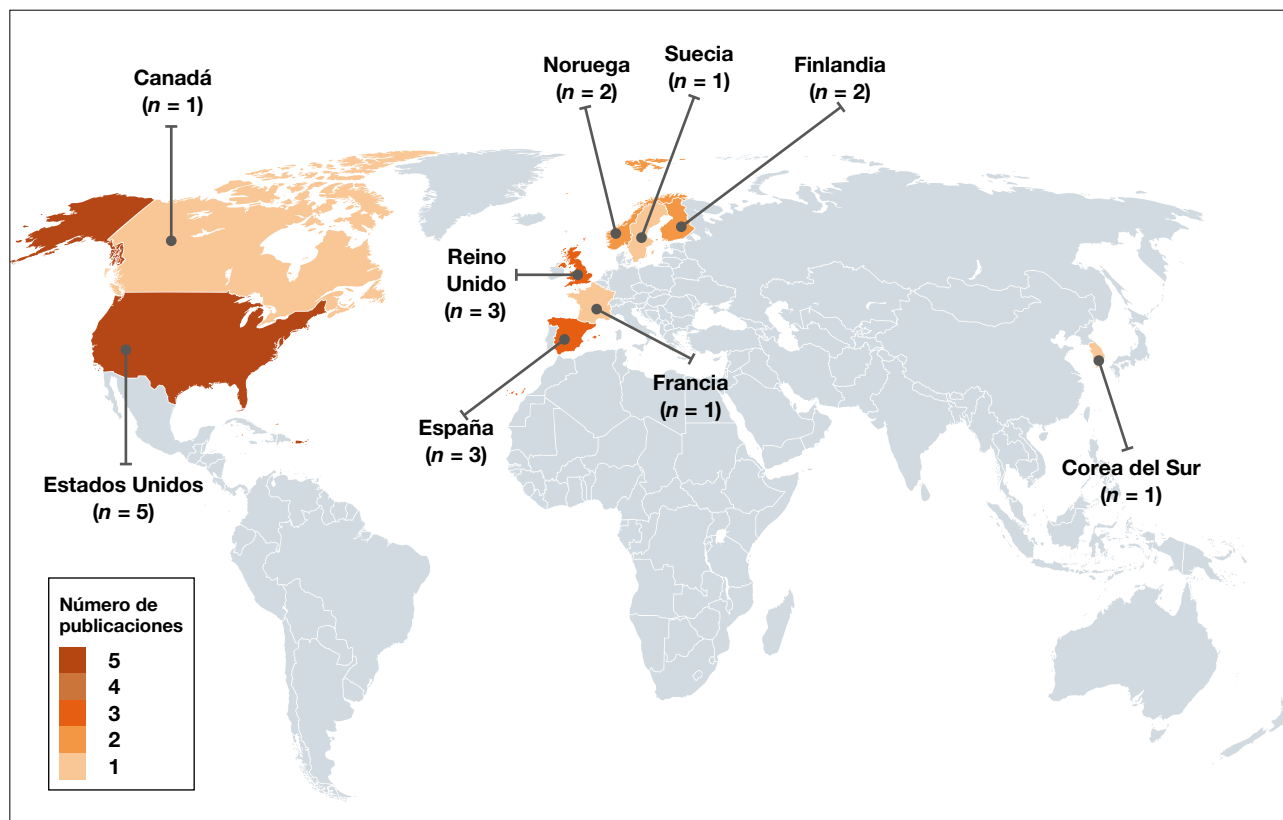 Canadá
(n = 1)
Noruega
(n = 2)
Suecia
(n = 1)
Finlandia
(n = 2)
Reino
Unido
(n = 3)
Francia
(n = 1)
España
(n = 3)
Estados Unidos
(n = 5)
Corea del Sur
(n = 1)
Número de
publicaciones
5
4
3
2
1